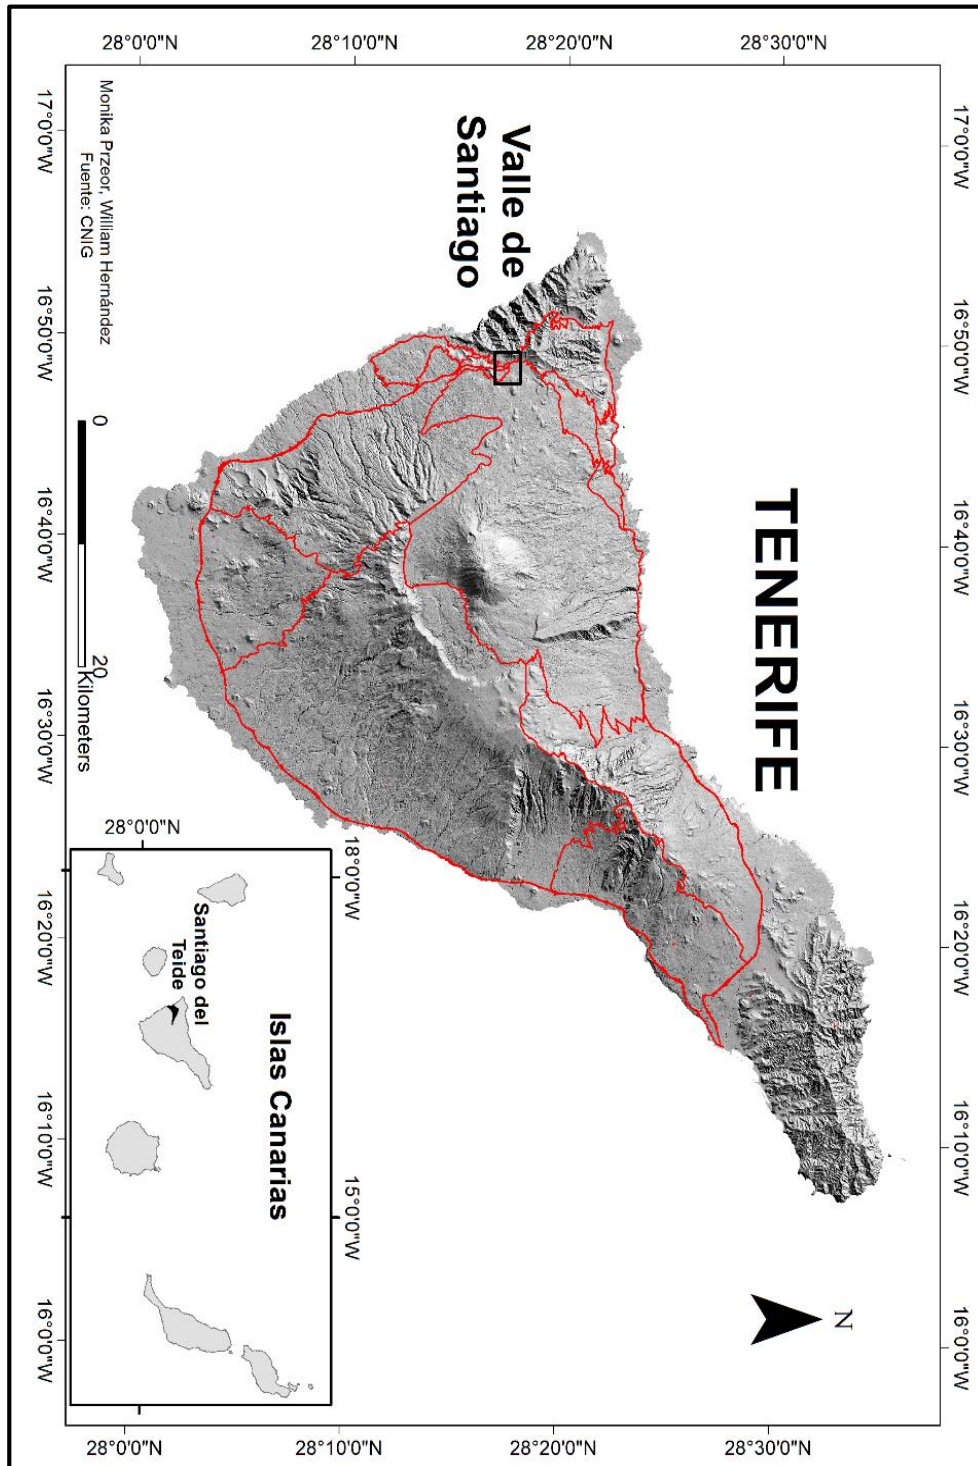 17°0'0"W
16°50'0"W
16°40'0"W
16°30'0"W
16°20'0"W
16°10'0"W
16°0'0"W
28°30'0"N
28°20'0"N
28°10'0"N
28°0'0"N
28°30'0"N
28°20'0"N
28°10'0"N
28°0'0"N
N
TENERIFE
Valle de
Santiago
18°0'0"W
15°0'0"W
28°0'0"N
Islas Canarias
Santiago del
Teide
0
20
Kilometers
Monika Przeor, William Hernández
Fuente: CNIG
17°0'0"W
16°50'0"W
16°40'0"W
16°30'0"W
16°20'0"W
16°10'0"W
16°0'0"W